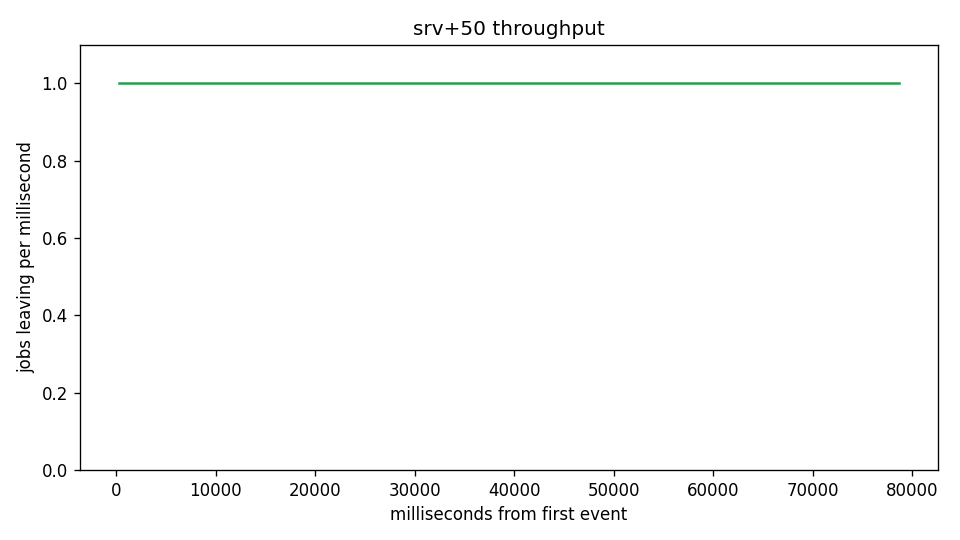 srv+50 throughput
jobs leaving per millisecond
1.0
0.8
0.6
0.4
0.2
0.0
0 10000 20000 30000 40000 50000 60000 70000 80000
milliseconds from first event